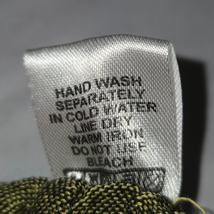 HAND WASH
SEPARATELY
IN COLD WATER
LINE DRY
WARM IRON
DO NOT USE
BLEACH